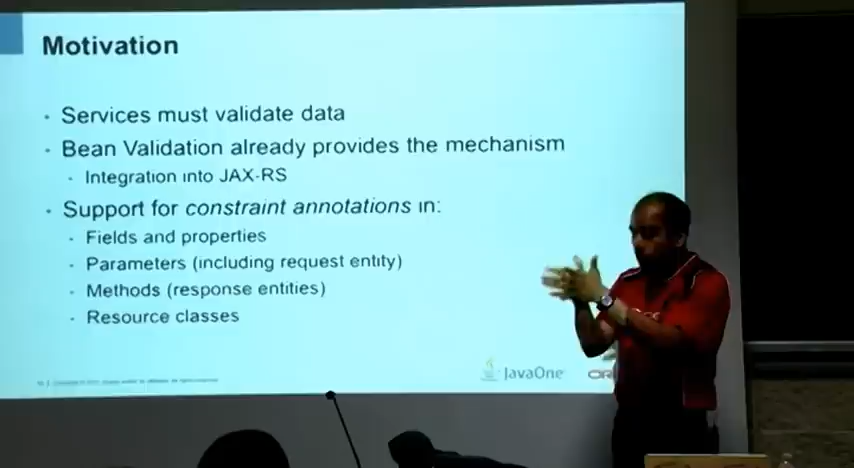 Motivation
Services must validate data
Bean Validation already provides the mechanism
Integration into JAX-RS
Support for constraint annotations in:
Fields and properties
Parameters (including request entity)
Methods (response entities)
Resource classes
JavaOne